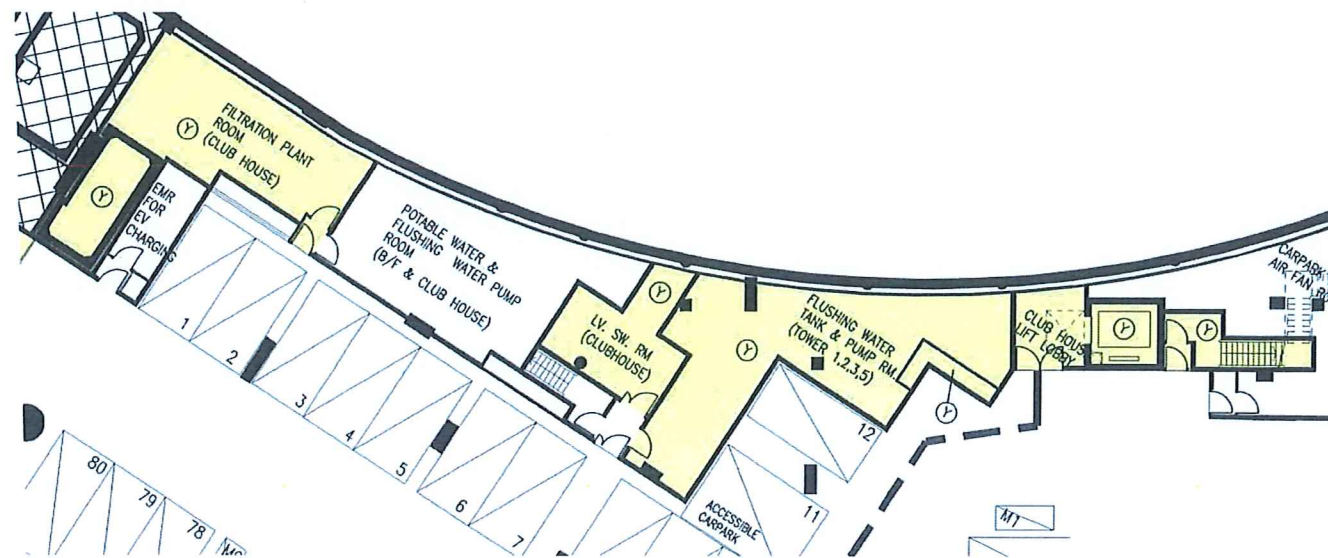 FILTRATION PLANT
ROOM
(CLUB HOUSE)
Y
Y
EMR
FOR
EV
CHARGING
POTABLE WATER &
FLUSHING WATER PUMP
ROOM
(B/F & CLUB HOUSE)
Y
LV. SW. RM
(CLUBHOUSE)
Y
FLUSHING WATER
TANK & PUMP RM.
(TOWER 1,2,3,5)
Y
CLUB HOUSE
LIFT LOBBY
Y
Y
CARPARK
AIR FAN
1
2
3
4
5
6
7
12
11
ACCESSIBLE
CARPARK
M1
80
79
78